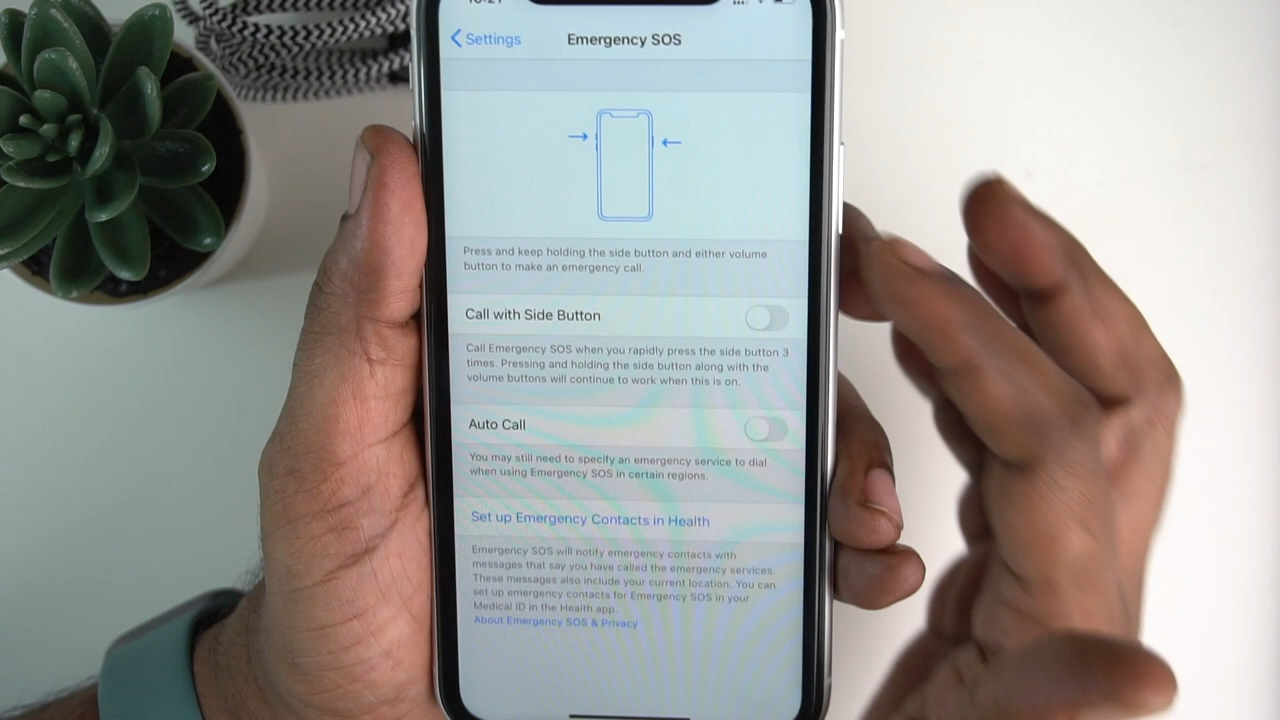 Settings
Emergency SOS
Press and keep holding the side button and either volume
button to make an emergency call.
Call with Side Button
Call Emergency SOS when you rapidly press the side button 3
times. Pressing and holding the side button along with the
volume buttons will continue to work when this is on.
Auto Call
You may still need to specify an emergency service to dial
when using Emergency SOS in certain regions.
Set up Emergency Contacts in Health
Emergency SOS will notify emergency contacts with
messages that say you have called the emergency services.
These messages also include your current location. You can
set up emergency contacts for Emergency SOS in your
Medical ID in the Health app.
About Emergency SOS & Privacy